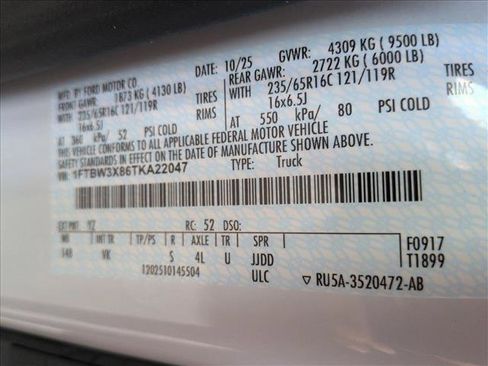 MFD. BY FORD MOTOR CO. DATE: 10/25 GVWR: 4309 KG ( 9500 LB)
FRONT GAWR: 1873 KG ( 4130 LB) REAR GAWR: 2722 KG ( 6000 LB)
WITH 235/65R16C 121/119R TIRES WITH 235/65R16C 121/119R TIRES
16x6.5J RIMS 16x6.5J RIMS
AT 360 kPa/ 52 PSI COLD AT 550 kPa/ 80 PSI COLD
THIS VEHICLE CONFORMS TO ALL APPLICABLE FEDERAL MOTOR VEHICLE
SAFETY STANDARDS IN EFFECT ON THE DATE OF MANUFACTURE SHOWN ABOVE.
VIN: 1FTBW3X86TKA22047 TYPE: Truck
EXT PNT: YZ RC: 52 DSO:
WB INT TR TP/PS R AXLE TR SPR F0917
148 VK S 4L U JJDD T1899
1202510145504 ULC ▽ RU5A-3520472-AB